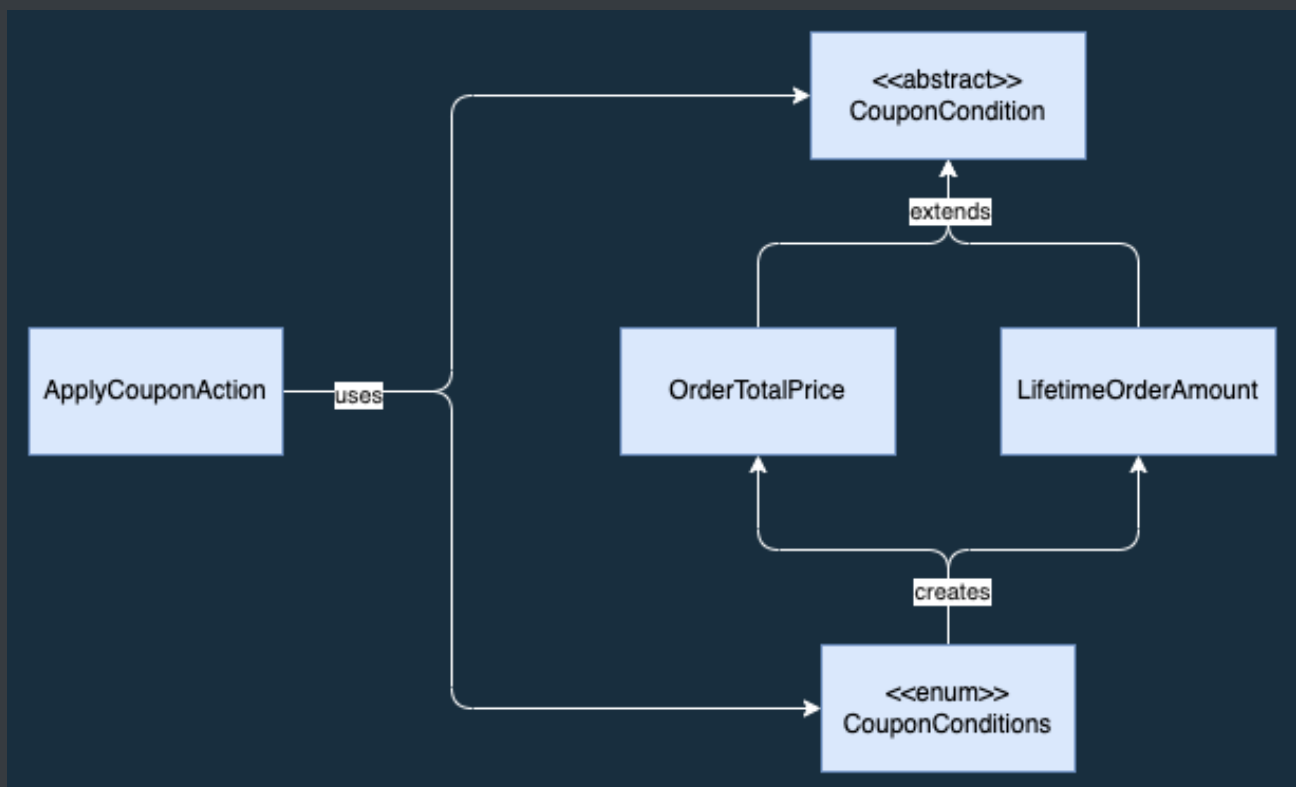 <<abstract>>
CouponCondition
extends
ApplyCouponAction
uses
OrderTotalPrice
LifetimeOrderAmount
creates
<<enum>>
CouponConditions